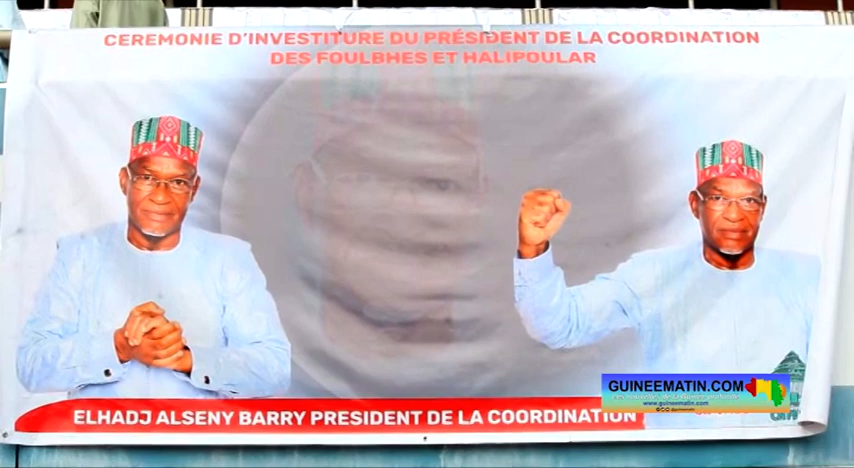 CEREMONIE D'INVESTITURE DU PRÉSIDENT DE LA COORDINATION
DES FOULBHES ET HALIPOULAR
ELHADJ ALSENY BARRY PRESIDENT DE LA COORDINATION
GUINEEMATIN.COM
www.guineematin.com